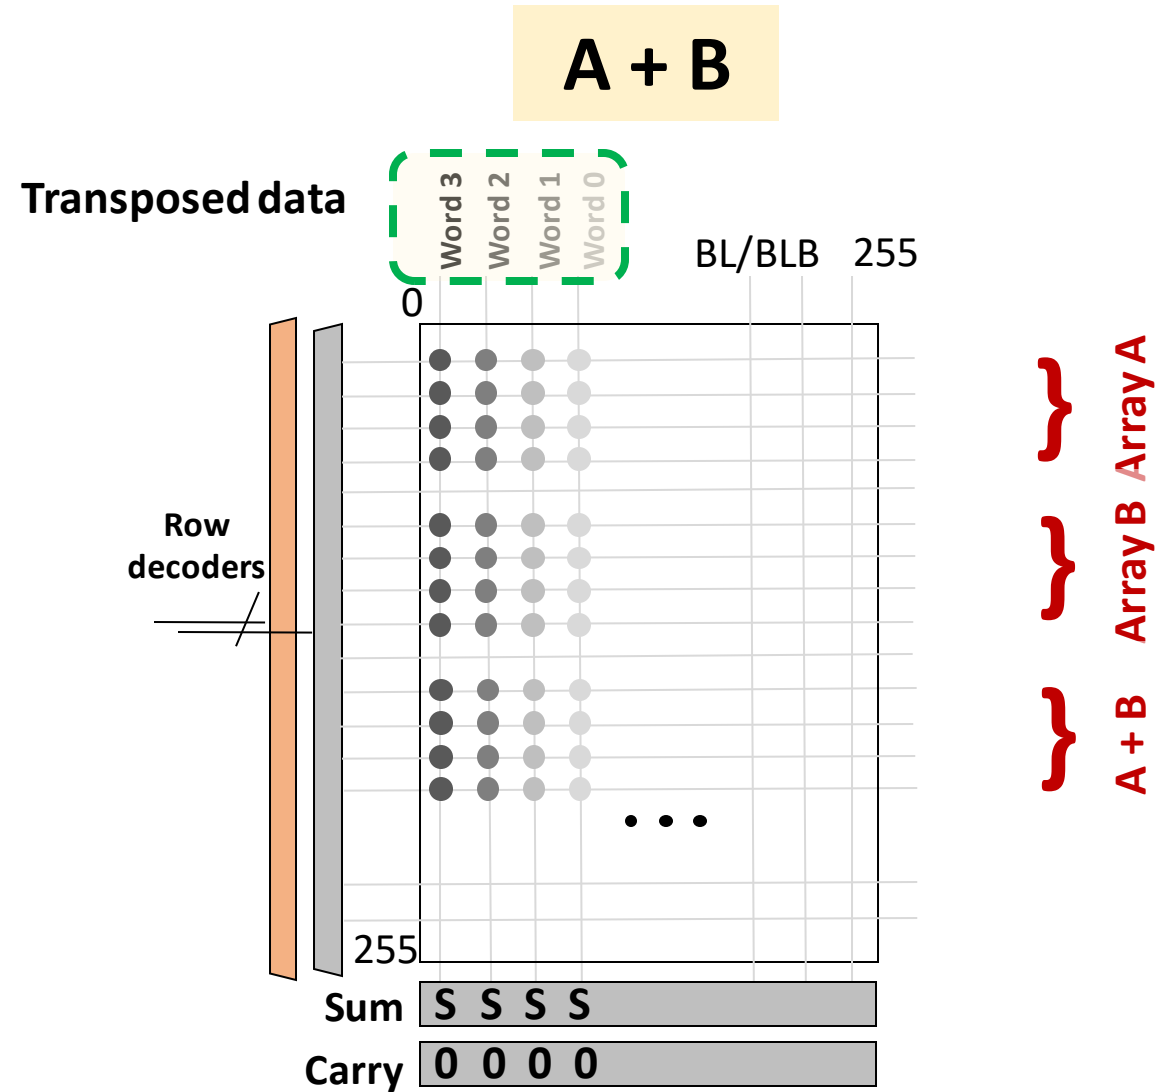 A + B
Transposed data
Word 3
Word 2
Word 1
Word 0
BL/BLB 255
0
Array A
Row
decoders
Array B
A + B
255
Sum S S S S
Carry 0 0 0 0